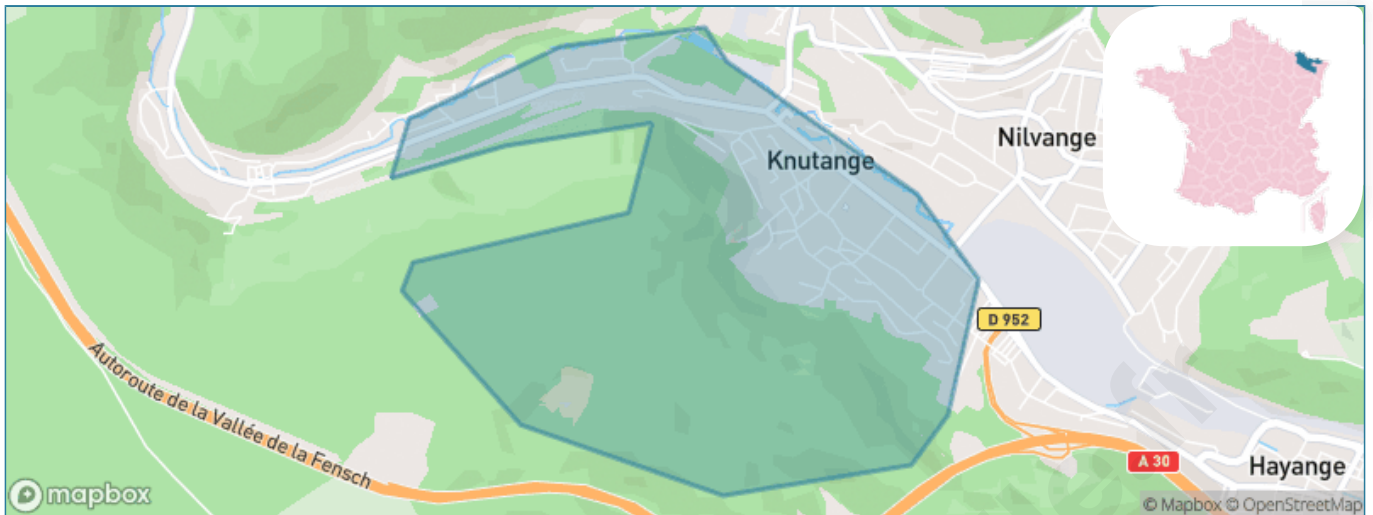 Nilvange
Knutange
D 952
Autoroute de la Vallée de la Fensch
A 30
Hayange
mapbox
© Mapbox © OpenStreetMap